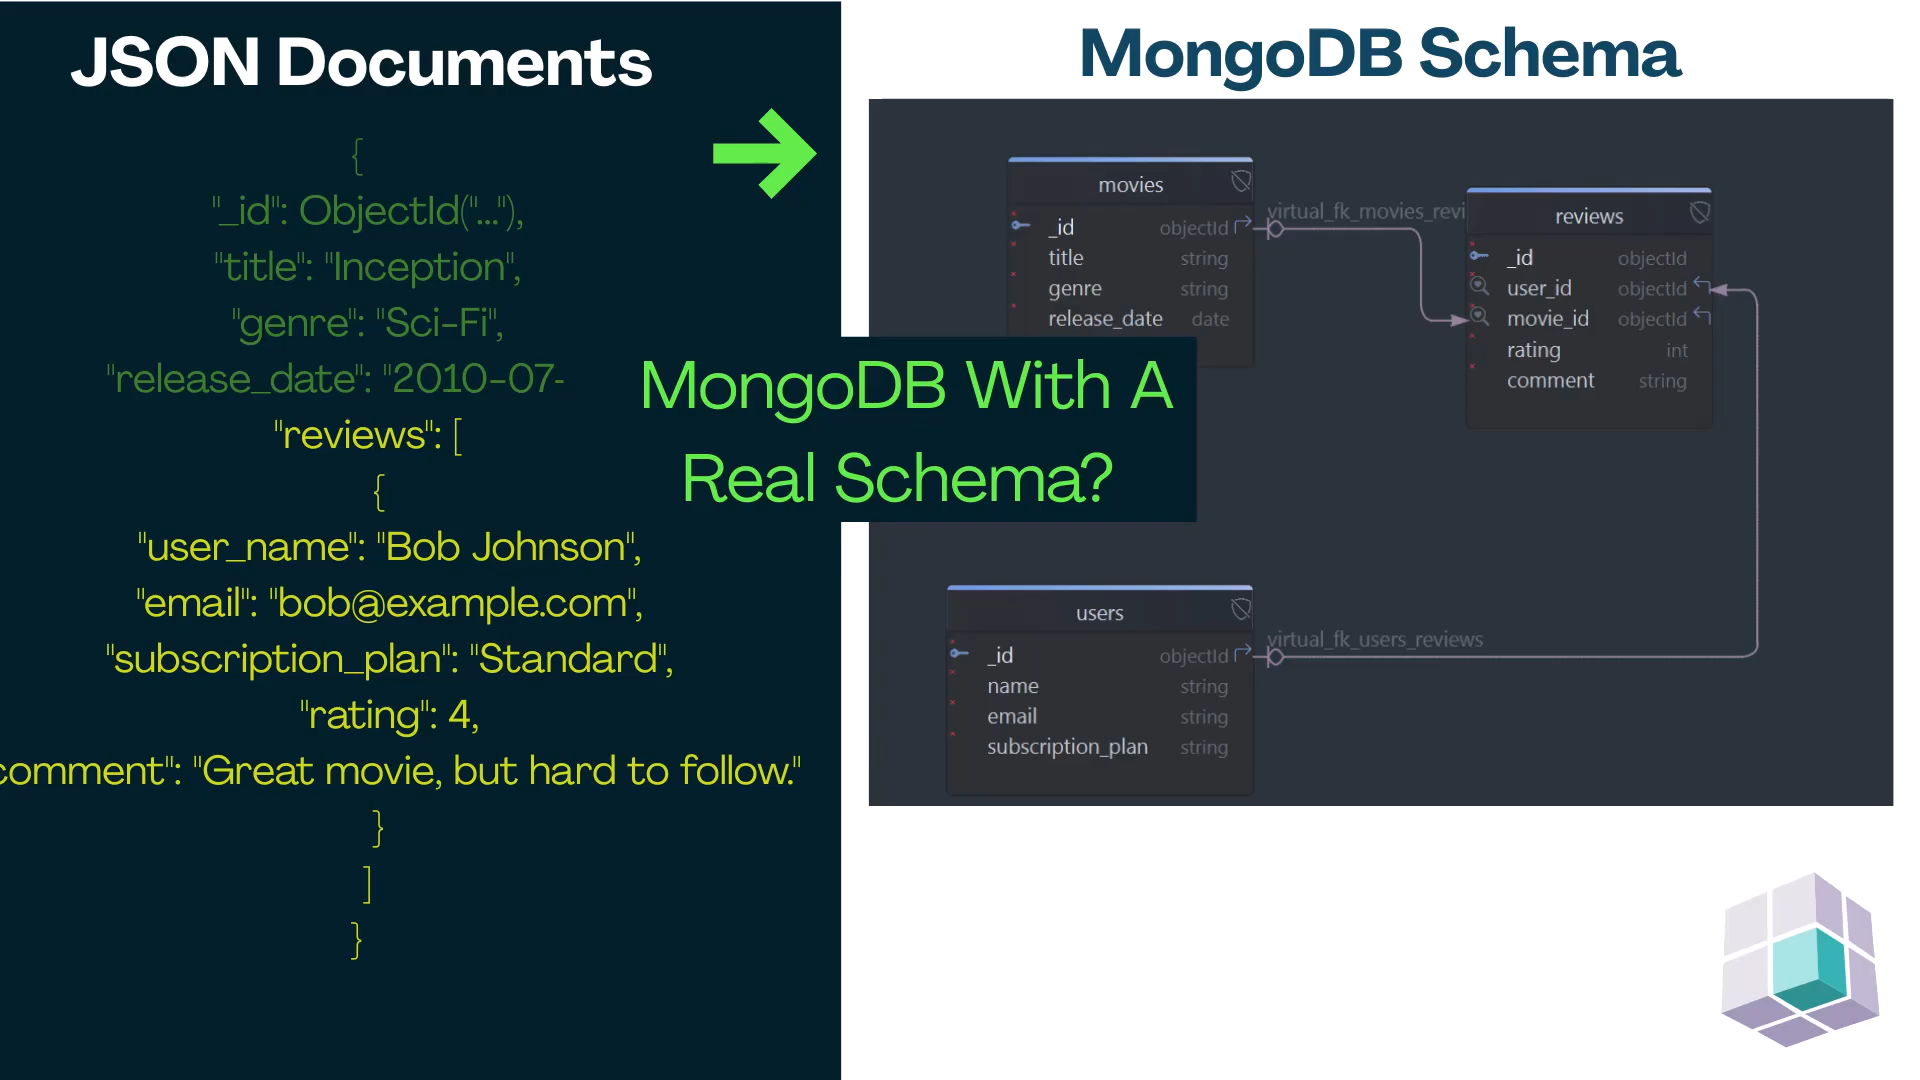 JSON Documents
{
"_id": ObjectId("..."),
"title": "Inception",
"genre": "Sci-Fi",
"release_date": "2010-07-
"reviews": [
{
"user_name": "Bob Johnson",
"email": "bob@example.com",
"subscription_plan": "Standard",
"rating": 4,
comment": "Great movie, but hard to follow."
}
]
}
MongoDB With A
Real Schema?
MongoDB Schema
movies
_id objectId
title string
genre string
release_date date
virtual_fk_movies_revi
reviews
_id objectId
user_id objectId
movie_id objectId
rating int
comment string
users
_id objectId
name string
email string
subscription_plan string
virtual_fk_users_reviews